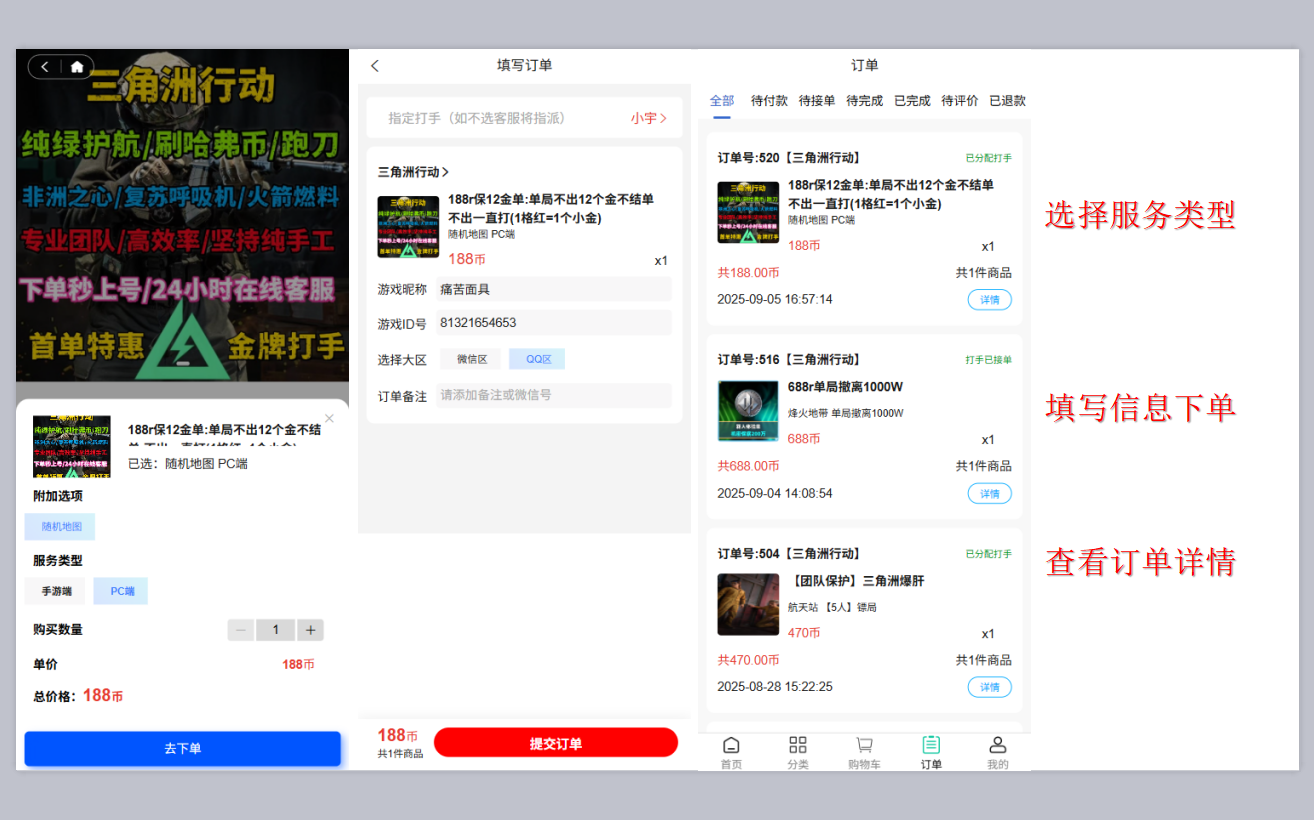 三角洲行动
纯绿护航/刷哈弗币/跑刀
非洲之心/复苏呼吸机/火箭燃料
专业团队/高效率/坚持纯手工
下单秒上号/24小时在线客服
首单特惠 金牌打手
188r保12金单:单局不出12个金不结
已选：随机地图 PC端
附加选项
随机地图
服务类型
手游端 PC端
购买数量 1
单价 188币
总价格：188币
去下单
填写订单
指定打手（如不选客服将指派） 小宇
三角洲行动
188r保12金单:单局不出12个金不结单
不出一直打(1格红=1个小金)
随机地图 PC端
188币 x1
游戏昵称 痛苦面具
游戏ID号 81321654653
选择大区 微信区 QQ区
订单备注 请添加备注或微信号
188币
共1件商品
提交订单
订单
全部 待付款 待接单 待完成 已完成 待评价 已退款
订单号:520【三角洲行动】 已分配打手
188r保12金单:单局不出12个金不结单
不出一直打(1格红=1个小金)
随机地图 PC端
188币 x1
共188.00币 共1件商品
2025-09-05 16:57:14 详情
订单号:516【三角洲行动】 打手已接单
688r单局撤离1000W
烽火地带 单局撤离1000W
688币 x1
共688.00币 共1件商品
2025-09-04 14:08:54 详情
订单号:504【三角洲行动】 已分配打手
【团队保护】三角洲爆肝
航天站 【5人】镖局
470币 x1
共470.00币 共1件商品
2025-08-28 15:22:25 详情
首页 分类 购物车 订单 我的
选择服务类型
填写信息下单
查看订单详情